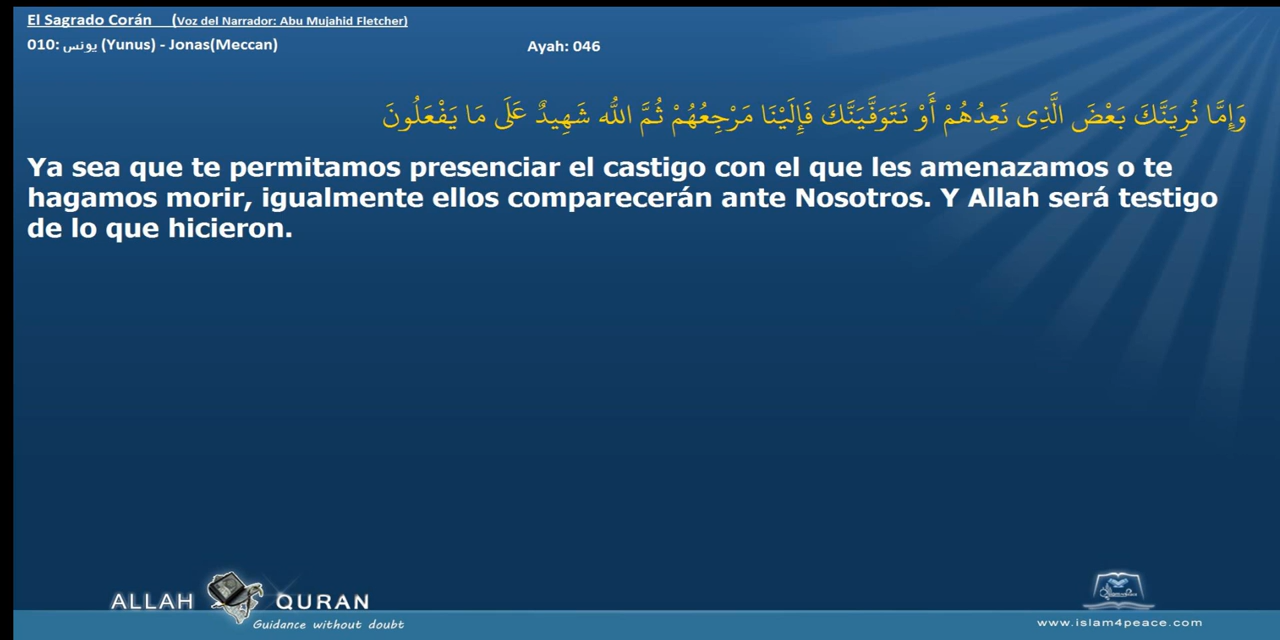 El Sagrado Corán (Voz del Narrador: Abu Mujahid Fletcher)
010: يونس (Yunus) - Jonas(Meccan) Ayah: 046
وَإِمَّا نُرِيَنَّكَ بَعْضَ الَّذِى نَعِدُهُمْ أَوْ نَتَوَفَّيَنَّكَ فَإِلَيْنَا مَرْجِعُهُمْ ثُمَّ اللّٰه شَهِيدٌ عَلَى مَا يَفْعَلُونَ
Ya sea que te permitamos presenciar el castigo con el que les amenazamos o te
hagamos morir, igualmente ellos comparecerán ante Nosotros. Y Allah será testigo
de lo que hicieron.
ALLAH QURAN
Guidance without doubt
www.islam4peace.com